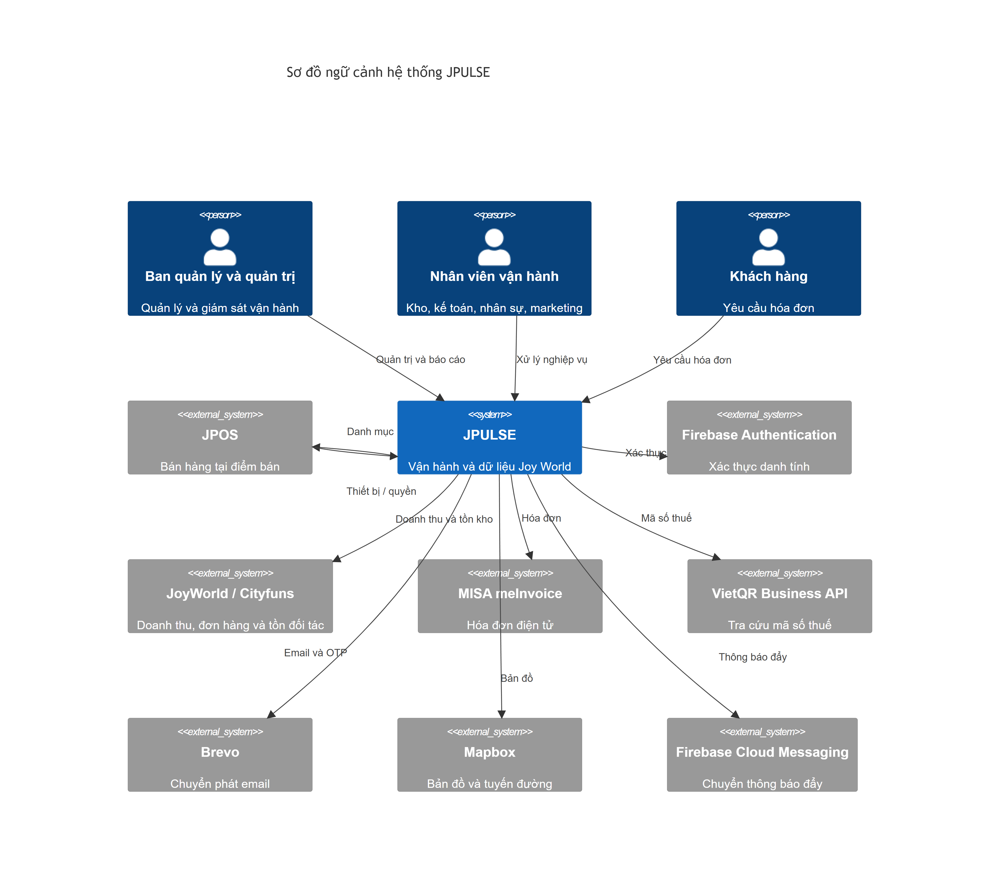 Sơ đồ ngữ cảnh hệ thống JPULSE
<<person>>
Ban quản lý và quản trị
Quản lý và giám sát vận hành
<<person>>
Nhân viên vận hành
Kho, kế toán, nhân sự, marketing
<<person>>
Khách hàng
Yêu cầu hóa đơn
Quản trị và báo cáo
Xử lý nghiệp vụ
Yêu cầu hóa đơn
<<external_system>>
JPOS
Bán hàng tại điểm bán
Danh mục
<<system>>
JPULSE
Vận hành và dữ liệu Joy World
Xác thực
<<external_system>>
Firebase Authentication
Xác thực danh tính
Thiết bị / quyền
Doanh thu và tồn kho
Hóa đơn
Mã số thuế
<<external_system>>
JoyWorld / Cityfuns
Doanh thu, đơn hàng và tồn đối tác
<<external_system>>
MISA meInvoice
Hóa đơn điện tử
<<external_system>>
VietQR Business API
Tra cứu mã số thuế
Email và OTP
Bản đồ
Thông báo đẩy
<<external_system>>
Brevo
Chuyển phát email
<<external_system>>
Mapbox
Bản đồ và tuyến đường
<<external_system>>
Firebase Cloud Messaging
Chuyển thông báo đẩy